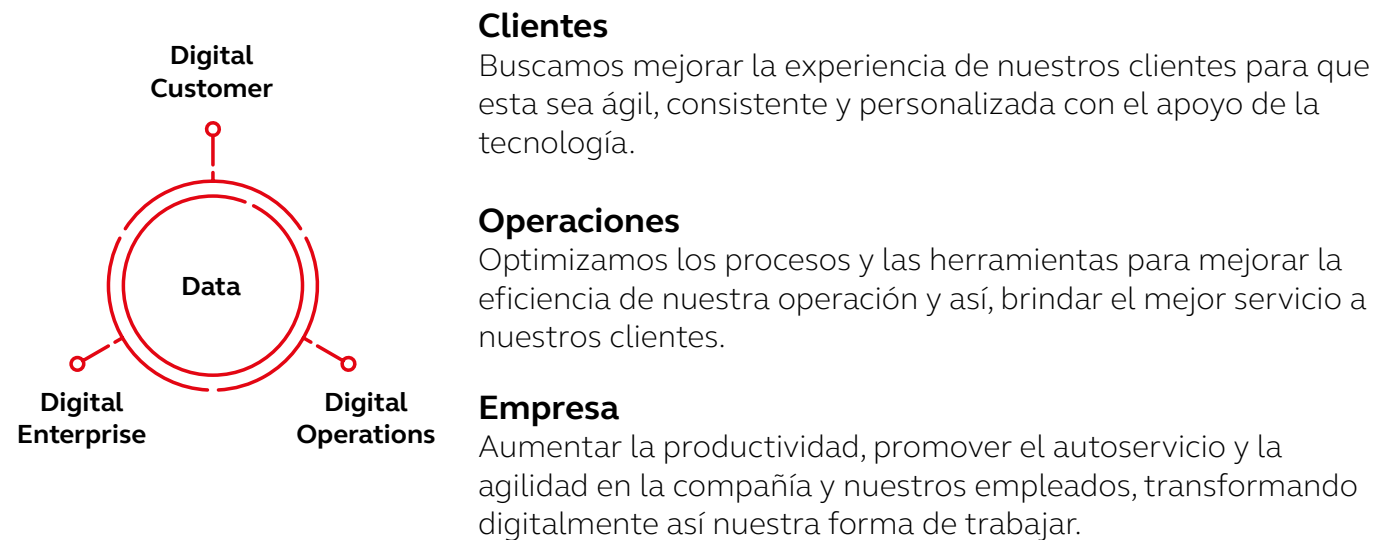 Digital
Customer
Data
Digital
Enterprise
Digital
Operations
Clientes
Buscamos mejorar la experiencia de nuestros clientes para que
esta sea ágil, consistente y personalizada con el apoyo de la
tecnología.
Operaciones
Optimizamos los procesos y las herramientas para mejorar la
eficiencia de nuestra operación y así, brindar el mejor servicio a
nuestros clientes.
Empresa
Aumentar la productividad, promover el autoservicio y la
agilidad en la compañía y nuestros empleados, transformando
digitalmente así nuestra forma de trabajar.